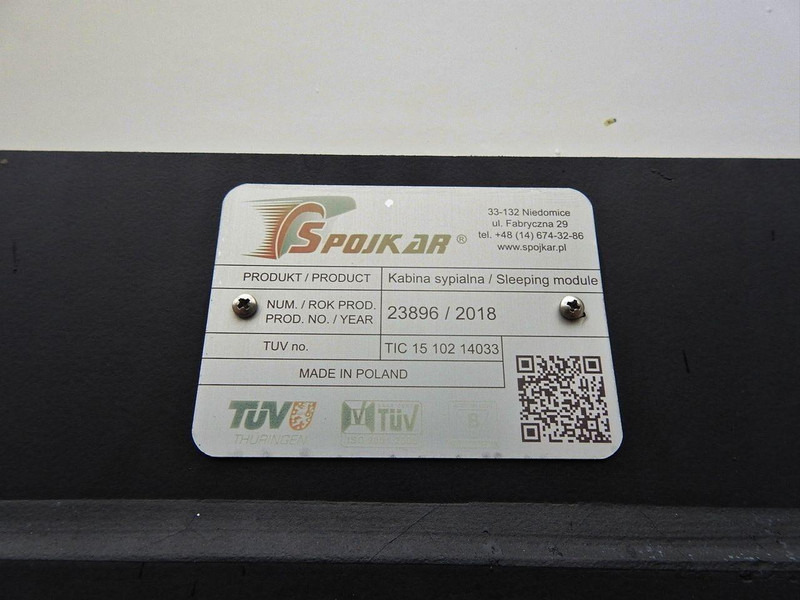 SPOJKAR ®
33-132 Niedomice
ul. Fabryczna 29
tel. +48 (14) 674-32-86
www.spojkar.pl
PRODUKT / PRODUCT Kabina sypialna / Sleeping module
NUM. / ROK PROD.
PROD. NO. / YEAR
23896 / 2018
TUV no. TIC 15 102 14033
MADE IN POLAND
TÜV
THÜRINGEN
TÜV
B